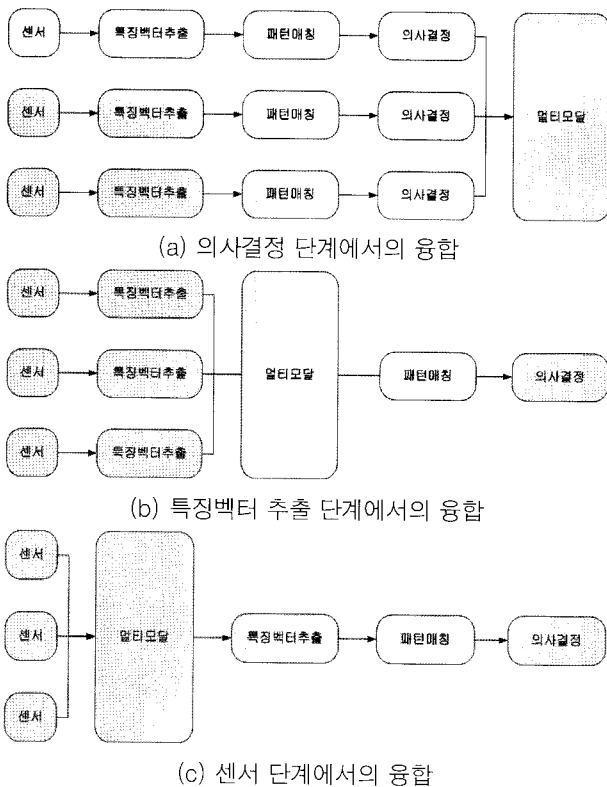 센서 특징벡터추출 패턴매칭 의사결정
센서 특징벡터추출 패턴매칭 의사결정 멀티모달
센서 특징벡터추출 패턴매칭 의사결정
(a) 의사결정 단계에서의 융합
센서 특징벡터추출
센서 특징벡터추출 멀티모달 패턴매칭 의사결정
센서 특징벡터추출
(b) 특징벡터 추출 단계에서의 융합
센서
센서 멀티모달 특징벡터추출 패턴매칭 의사결정
센서
(c) 센서 단계에서의 융합